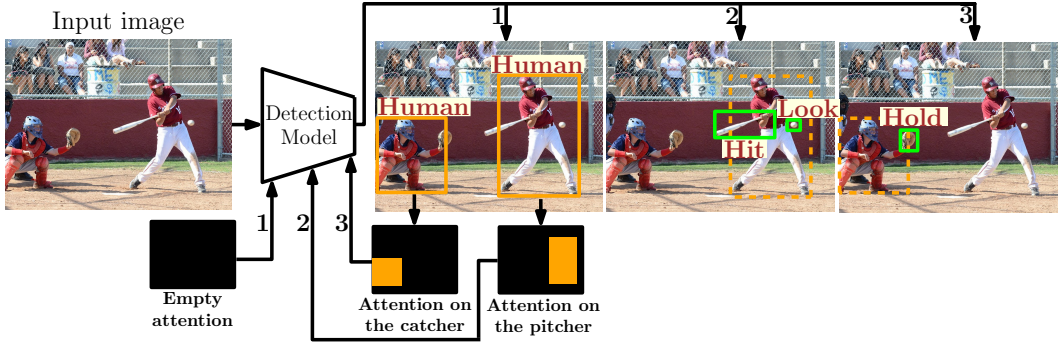 Input image
1
2
3
Human
Human
Look
Hit
Hold
Detection
Model
1
2
3
Empty
attention
Attention on
the catcher
Attention on
the pitcher